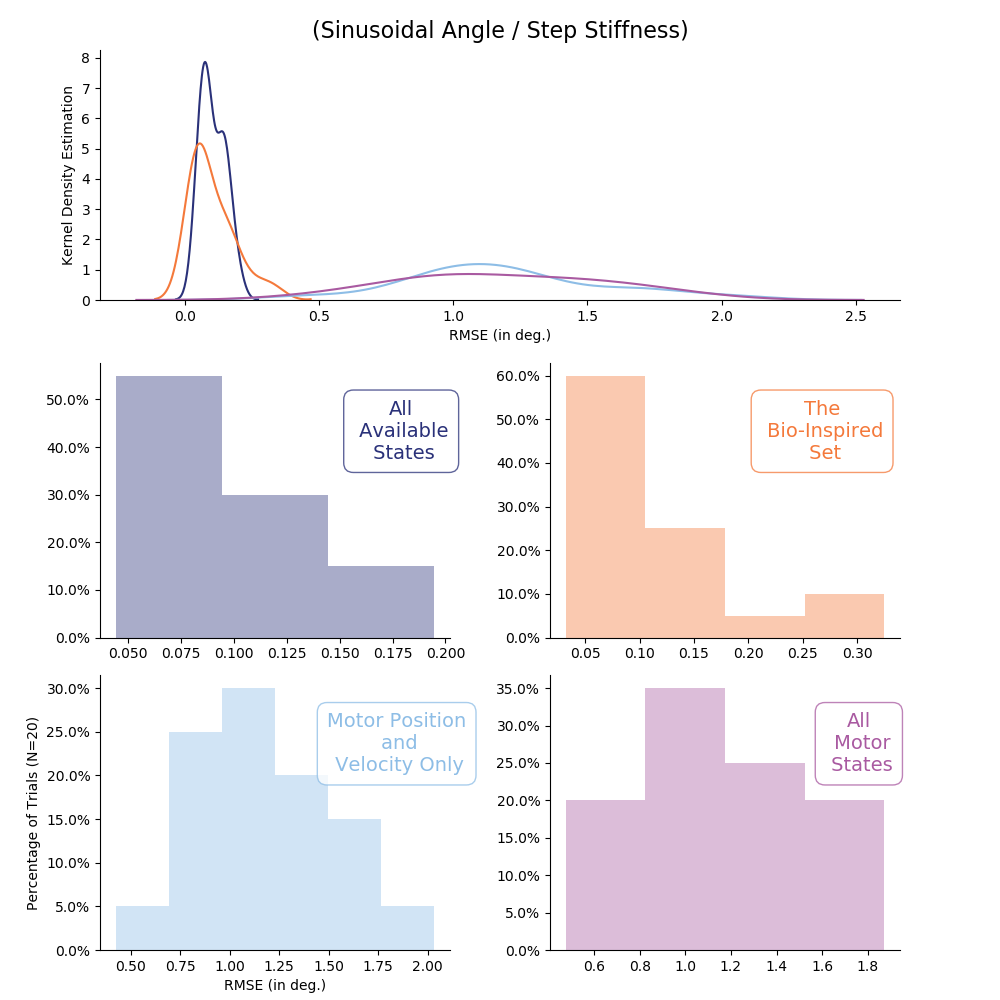 (Sinusoidal Angle / Step Stiffness)
Kernel Density Estimation
8
7
6
5
4
3
2
1
0
0.0 0.5 1.0 1.5 2.0 2.5
RMSE (in deg.)
50.0%
40.0%
30.0%
20.0%
10.0%
0.0%
0.050 0.075 0.100 0.125 0.150 0.175 0.200
All
Available
States
60.0%
50.0%
40.0%
30.0%
20.0%
10.0%
0.0%
0.05 0.10 0.15 0.20 0.25 0.30
The
Bio-Inspired
Set
Percentage of Trials (N=20)
30.0%
25.0%
20.0%
15.0%
10.0%
5.0%
0.0%
0.50 0.75 1.00 1.25 1.50 1.75 2.00
RMSE (in deg.)
Motor Position
and
Velocity Only
35.0%
30.0%
25.0%
20.0%
15.0%
10.0%
5.0%
0.0%
0.6 0.8 1.0 1.2 1.4 1.6 1.8
All
Motor
States